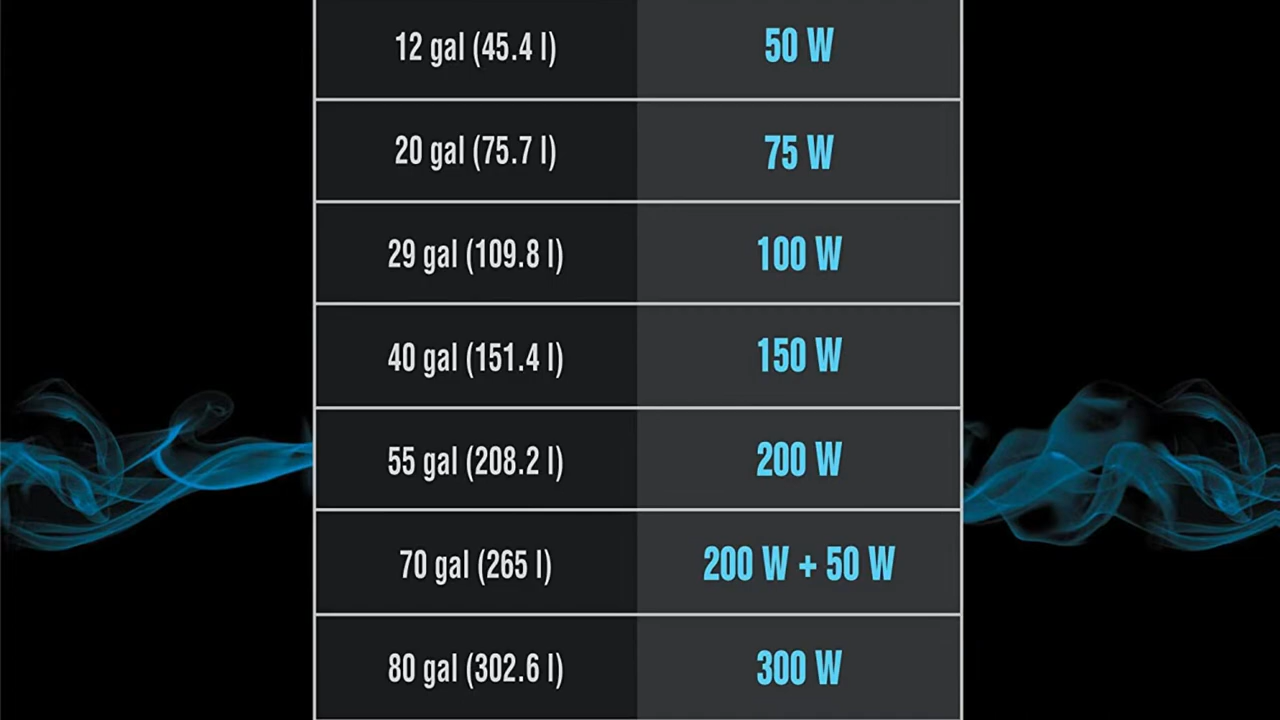 12 gal (45.4 l) 50 W
20 gal (75.7 l) 75 W
29 gal (109.8 l) 100 W
40 gal (151.4 l) 150 W
55 gal (208.2 l) 200 W
70 gal (265 l) 200 W + 50 W
80 gal (302.6 l) 300 W